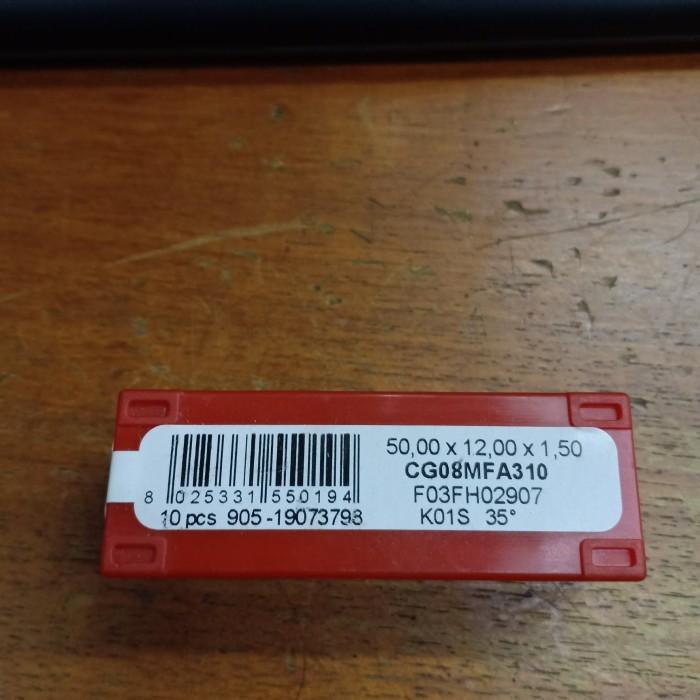 8 025331 550194
10 pcs 905-19073798
50,00 x 12,00 x 1,50
CG08MFA310
F03FH02907
K01S 35°